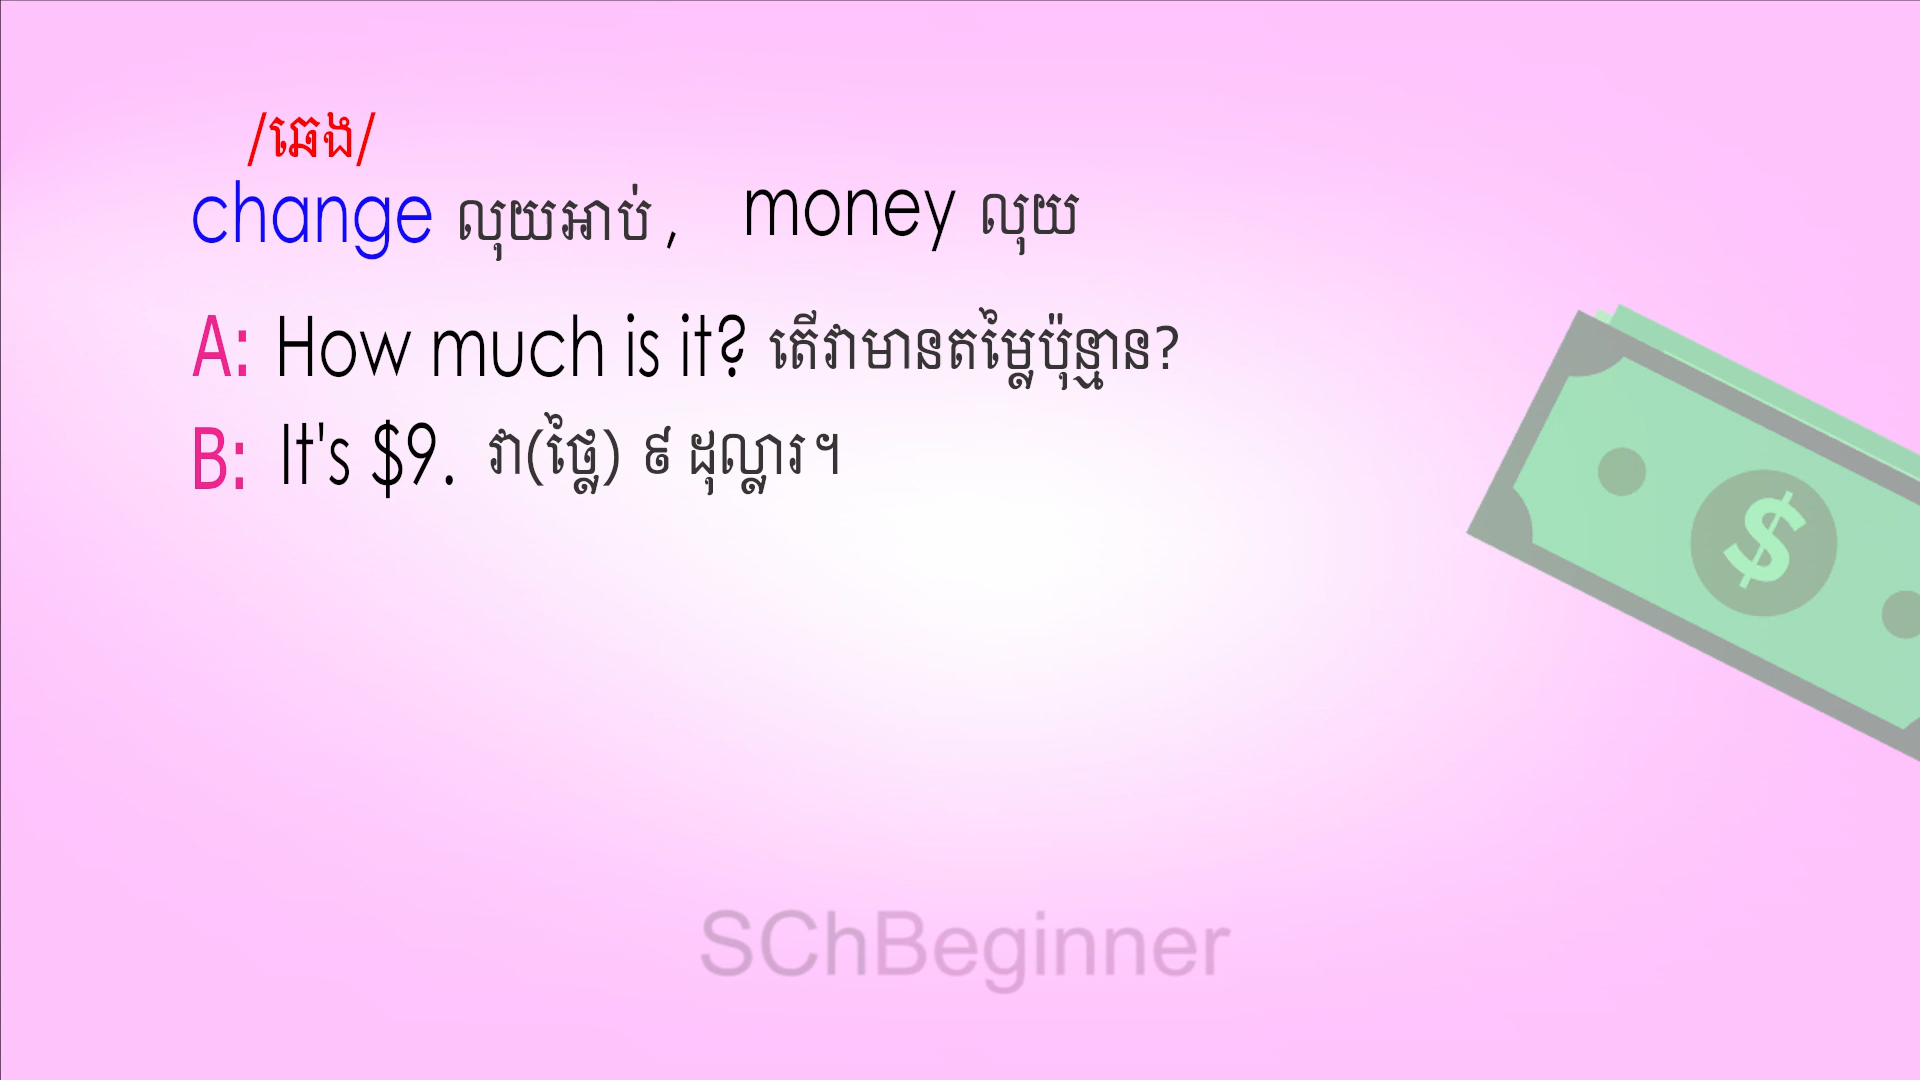 /ឆេង/
change លុយអាប់ , money លុយ
A: How much is it? តើវាមានតម្លៃប៉ុន្មាន?
B: It's $9. វា(ថ្លៃ) ៩ ដុល្លារ។
$
SChBeginner